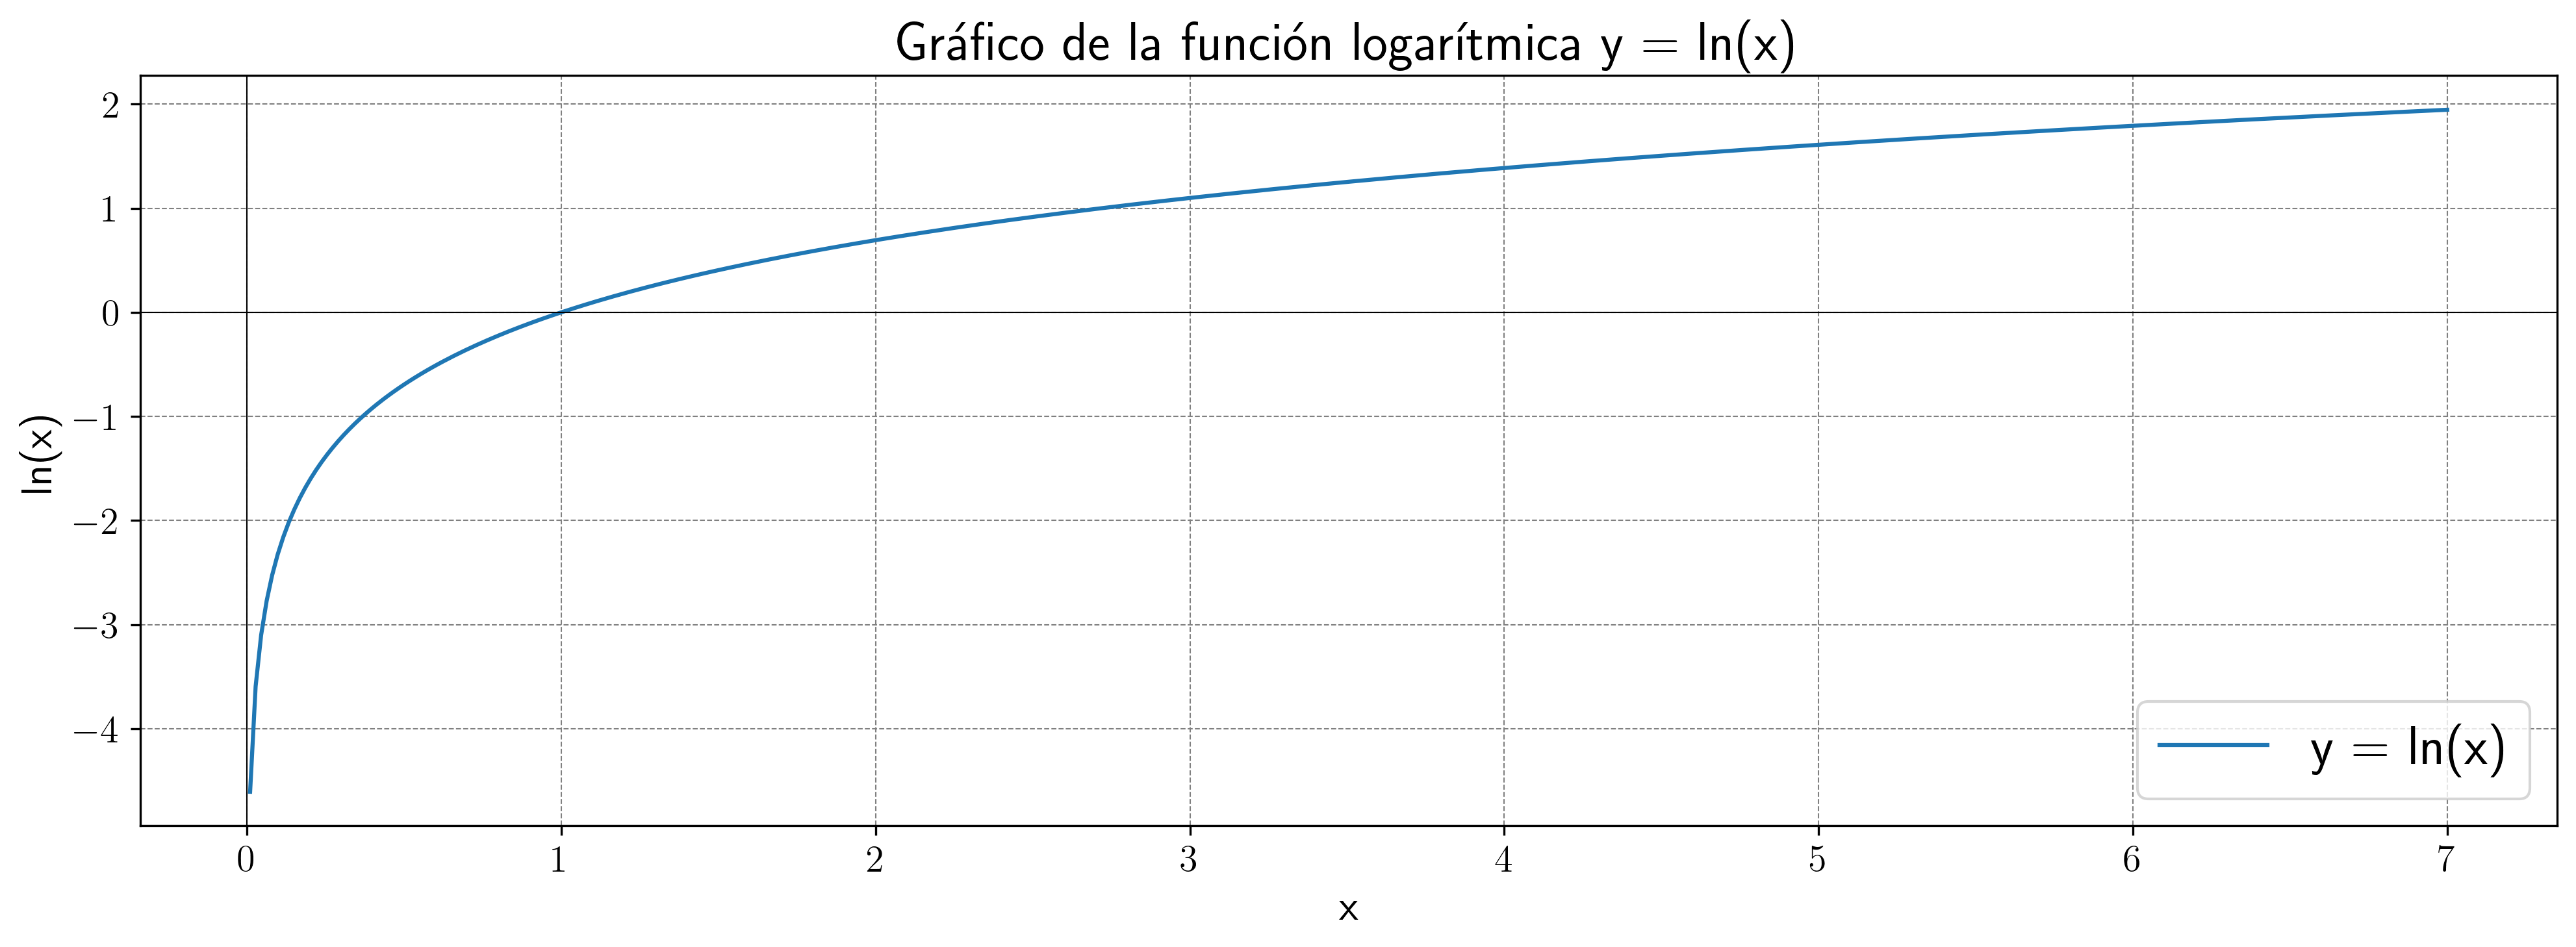 Gráfico de la función logarítmica y = ln(x)
2
1
0
−1
−2
−3
−4
ln(x)
y = ln(x)
0 1 2 3 4 5 6 7
x